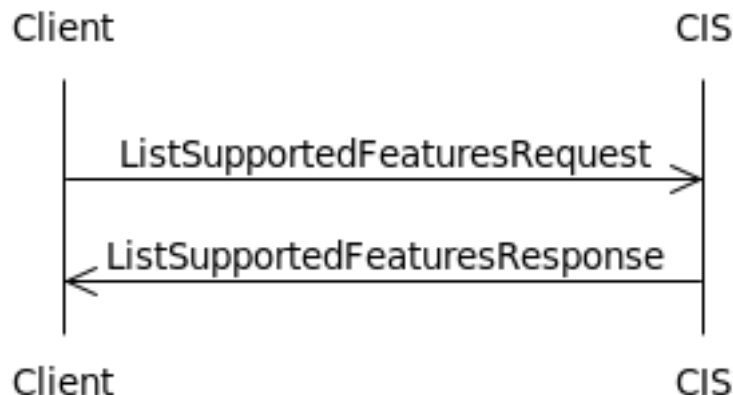 Client CIS
ListSupportedFeaturesRequest
ListSupportedFeaturesResponse
Client CIS